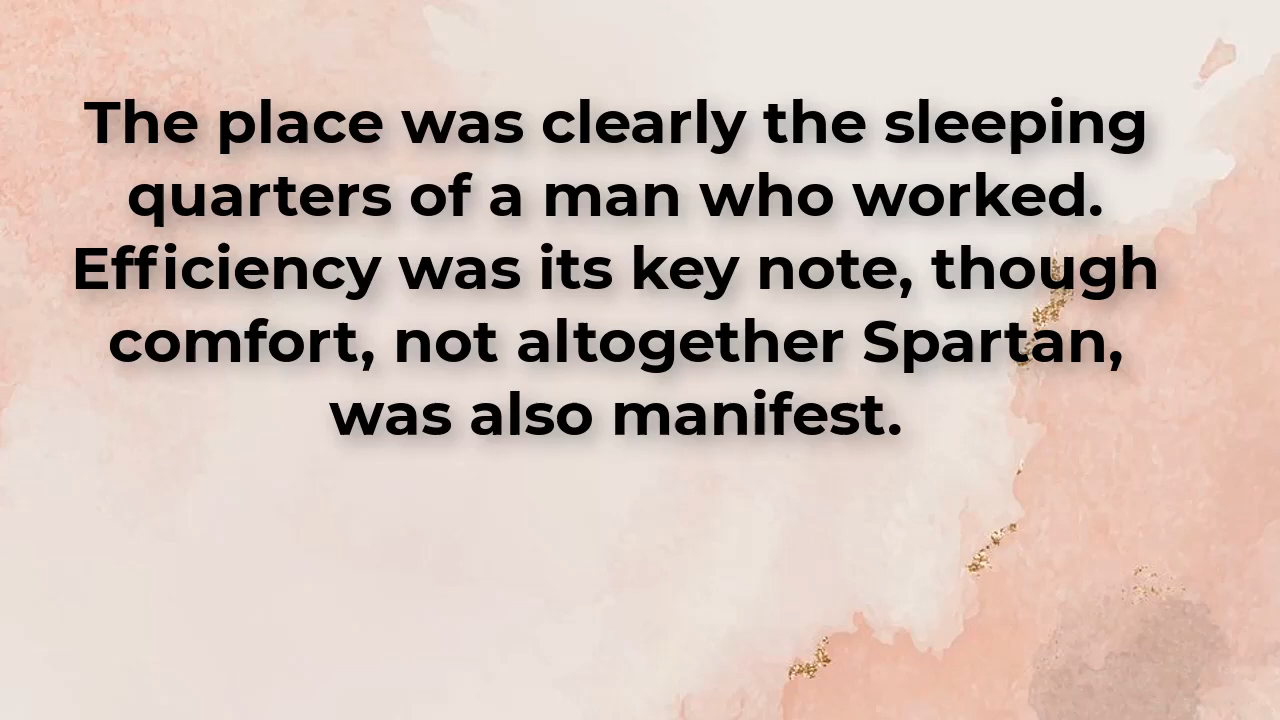 The place was clearly the sleeping
quarters of a man who worked.
Efficiency was its key note, though
comfort, not altogether Spartan,
was also manifest.